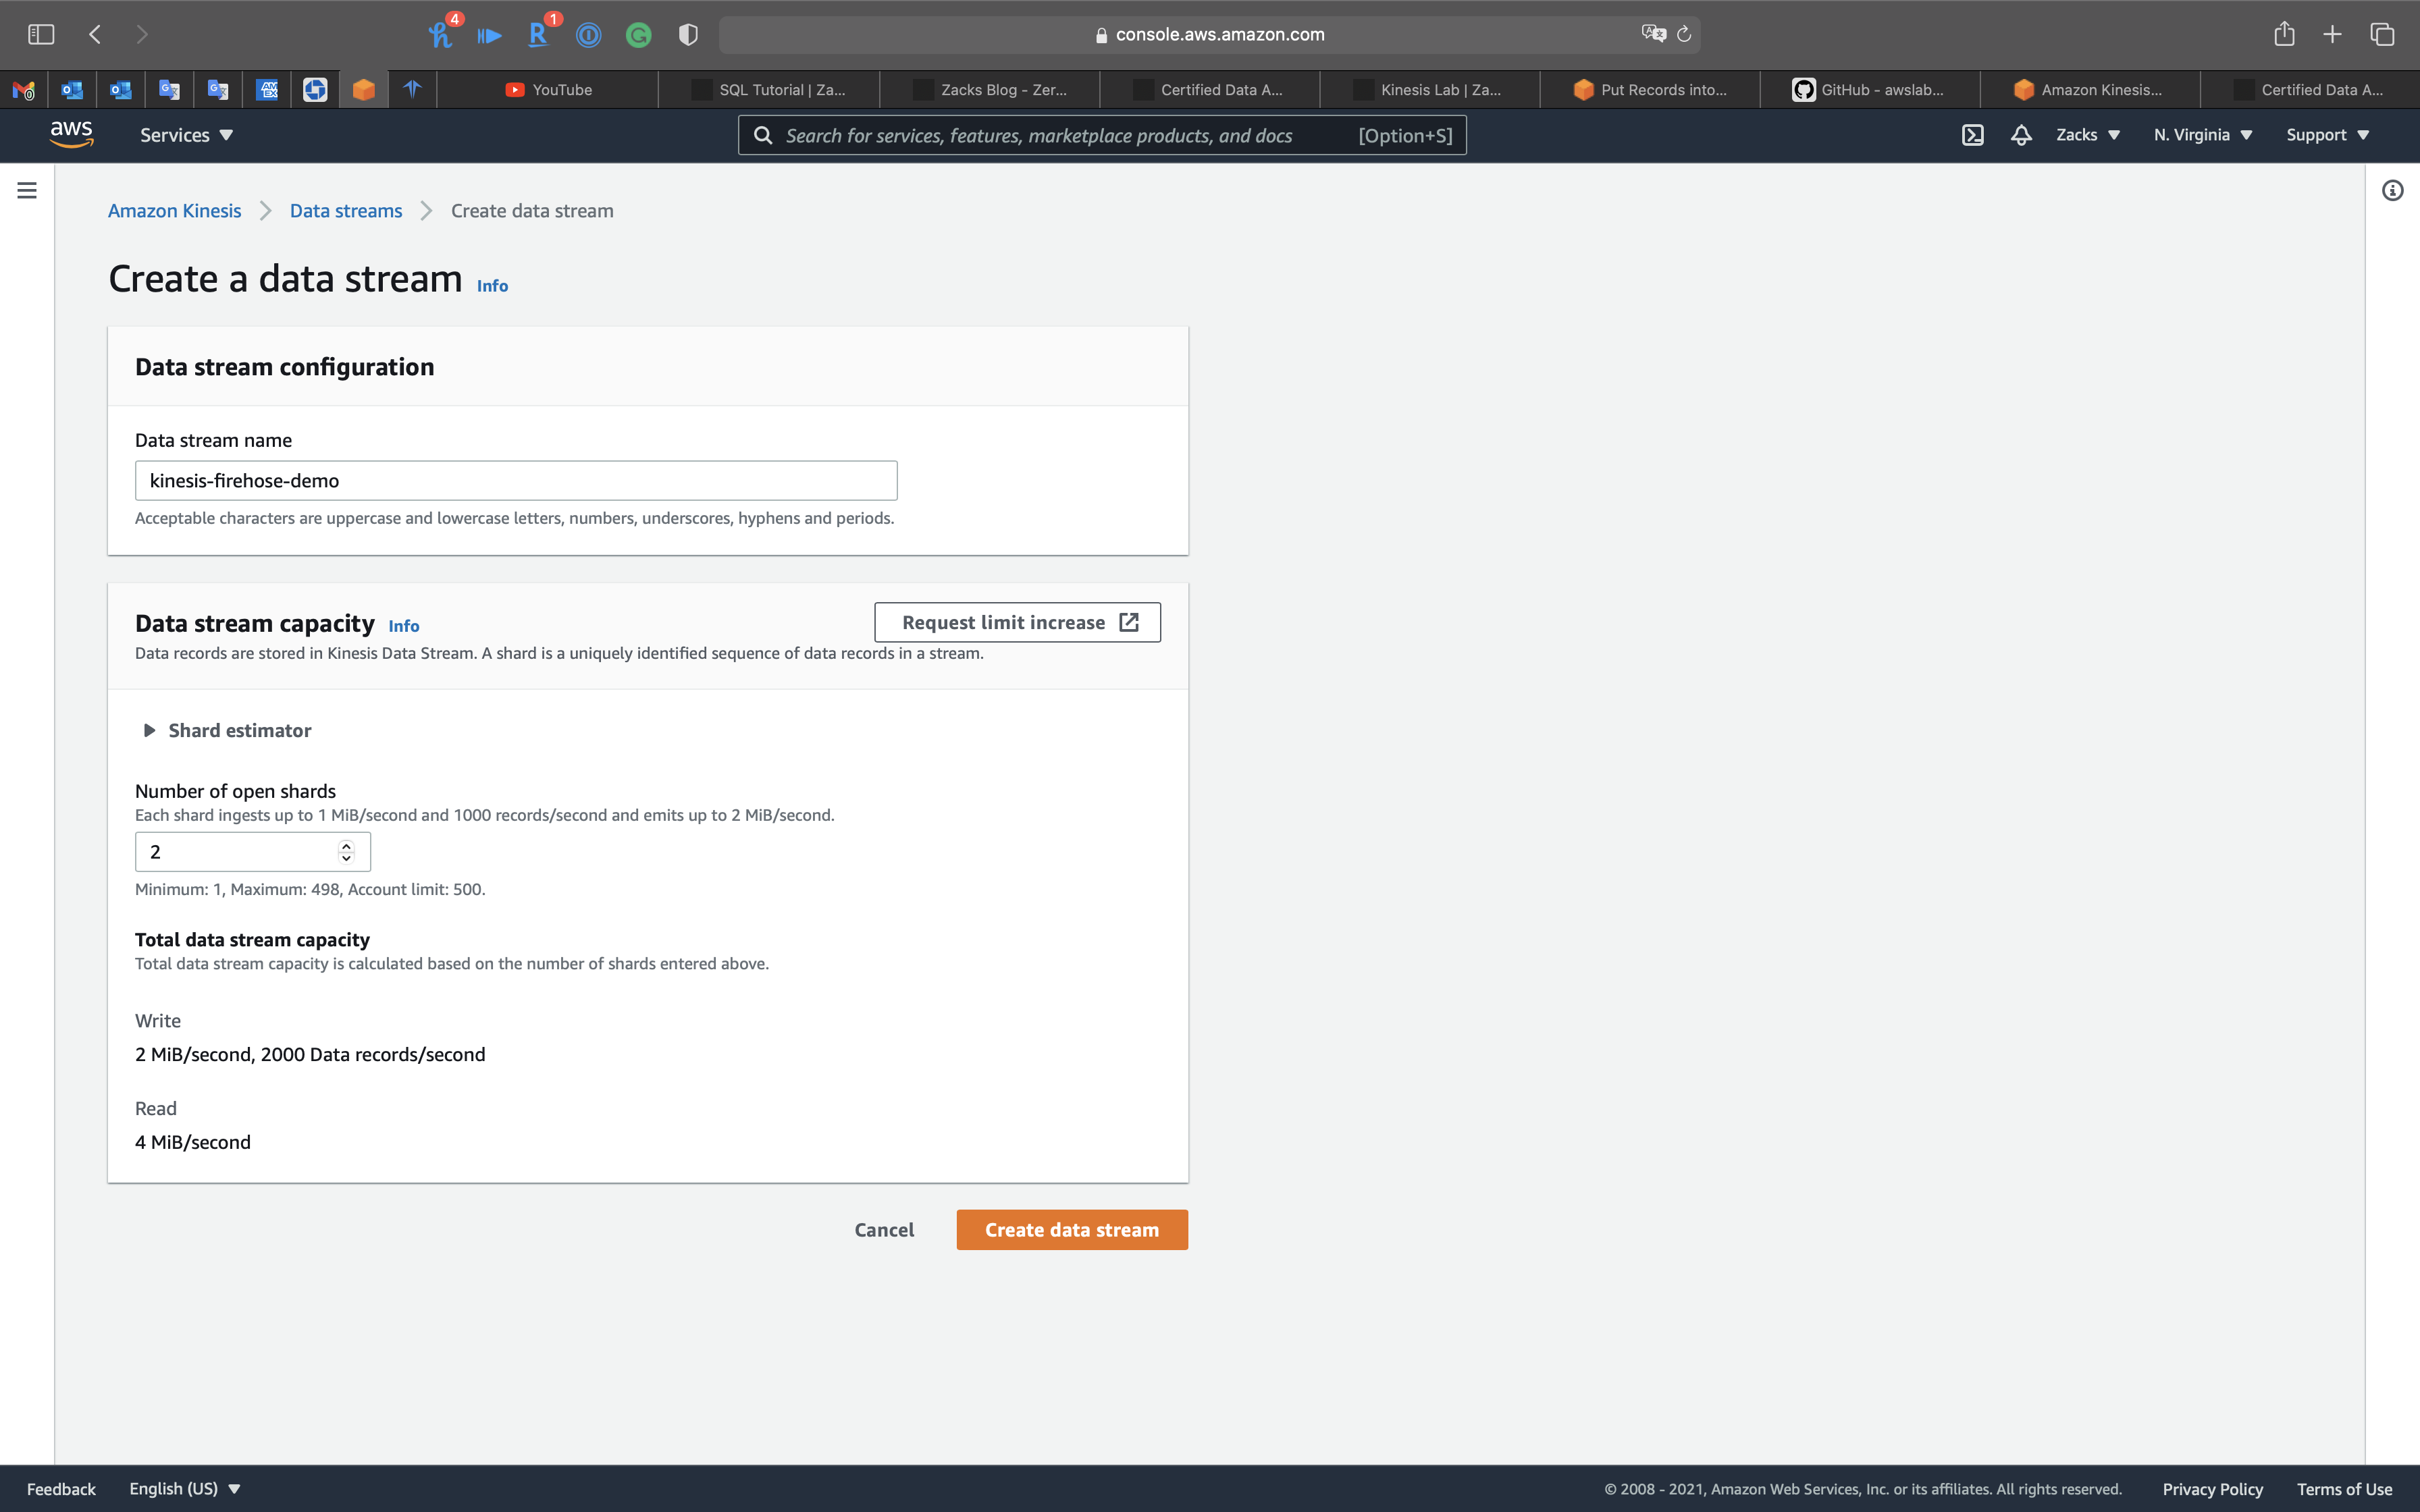 4
1
console.aws.amazon.com
YouTube
SQL Tutorial | Za...
Zacks Blog - Zer...
Certified Data A...
Kinesis Lab | Za...
Put Records into...
GitHub - awslab...
Amazon Kinesis...
Certified Data A...
aws
Services
Search for services, features, marketplace products, and docs [Option+S]
Zacks
N. Virginia
Support
Amazon Kinesis
Data streams
Create data stream
Create a data stream Info
Data stream configuration
Data stream name
kinesis-firehose-demo
Acceptable characters are uppercase and lowercase letters, numbers, underscores, hyphens and periods.
Data stream capacity Info
Request limit increase
Data records are stored in Kinesis Data Stream. A shard is a uniquely identified sequence of data records in a stream.
Shard estimator
Number of open shards
Each shard ingests up to 1 MiB/second and 1000 records/second and emits up to 2 MiB/second.
2
Minimum: 1, Maximum: 498, Account limit: 500.
Total data stream capacity
Total data stream capacity is calculated based on the number of shards entered above.
Write
2 MiB/second, 2000 Data records/second
Read
4 MiB/second
Cancel
Create data stream
Feedback
English (US)
© 2008 - 2021, Amazon Web Services, Inc. or its affiliates. All rights reserved.
Privacy Policy
Terms of Use